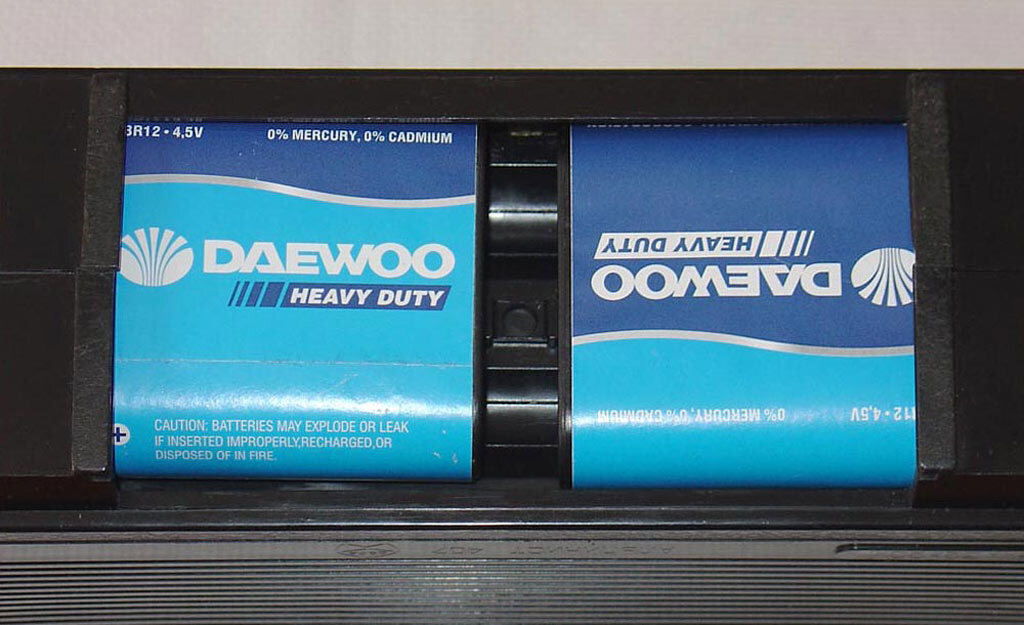 3R12 • 4,5V 0% MERCURY, 0% CADMIUM
DAEWOO
HEAVY DUTY
+
CAUTION: BATTERIES MAY EXPLODE OR LEAK
IF INSERTED IMPROPERLY,RECHARGED,OR
DISPOSED OF IN FIRE.
DAEWOO
HEAVY DUTY
R12 • 4,5V 0% MERCURY, 0% CADMIUM